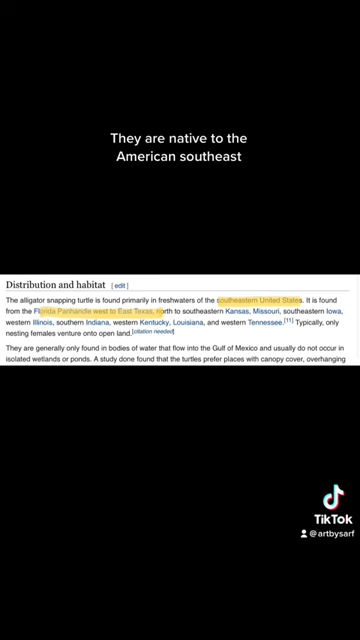 They are native to the
American southeast
Distribution and habitat [ edit ]
The alligator snapping turtle is found primarily in freshwaters of the southeastern United States. It is found
from the Florida Panhandle west to East Texas, north to southeastern Kansas, Missouri, southeastern Iowa,
western Illinois, southern Indiana, western Kentucky, Louisiana, and western Tennessee.[11] Typically, only
nesting females venture onto open land.[citation needed]
They are generally only found in bodies of water that flow into the Gulf of Mexico and usually do not occur in
isolated wetlands or ponds. A study done found that the turtles prefer places with canopy cover, overhanging
TikTok
@artbysarf